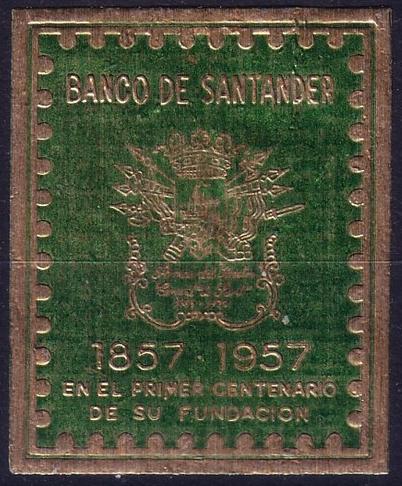 BANCO DE SANTANDER
1857 · 1957
EN EL PRIMER CENTENARIO
DE SU FUNDACION